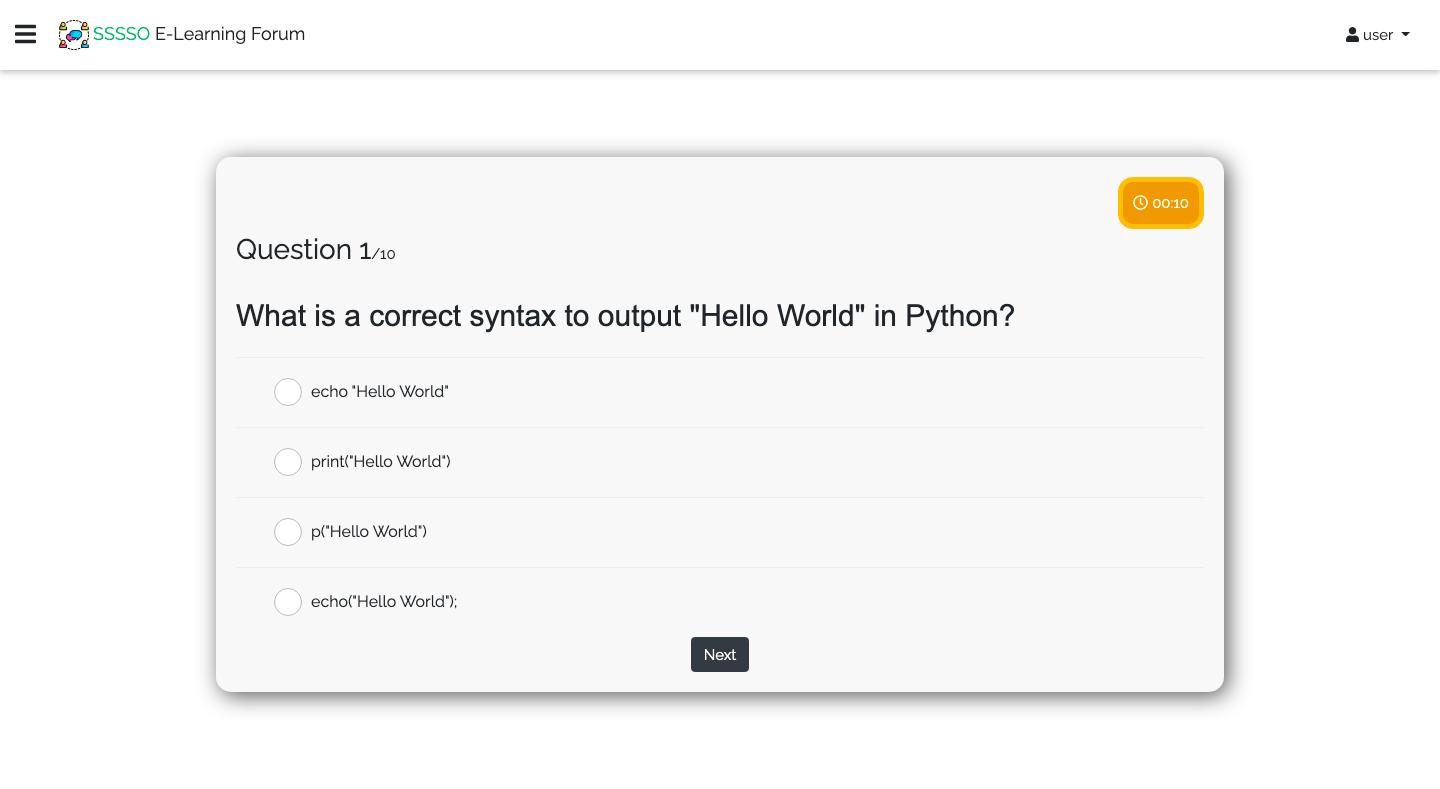 SSSSO E-Learning Forum
user
00:10
Question 1/10
What is a correct syntax to output "Hello World" in Python?
echo "Hello World"
print("Hello World")
p("Hello World")
echo("Hello World");
Next